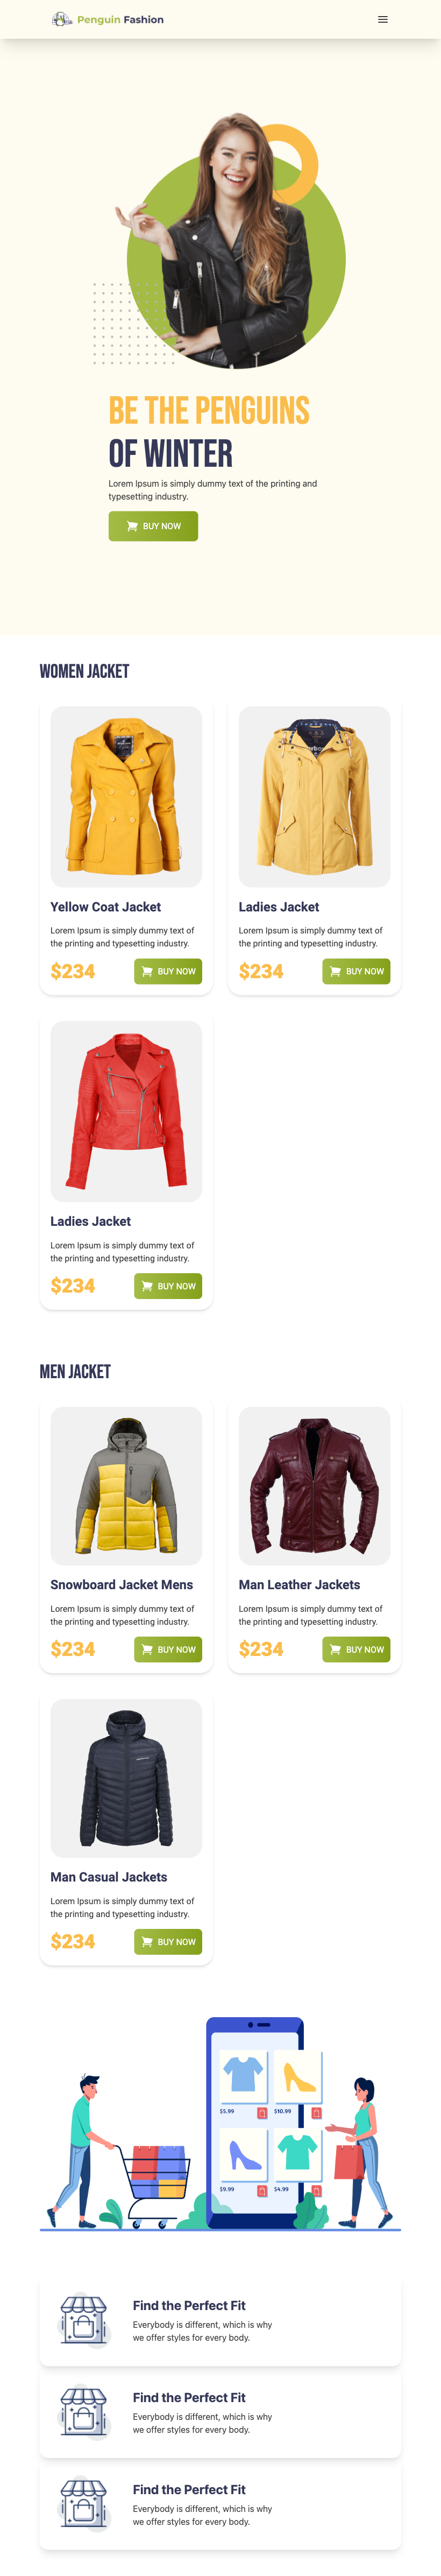 Penguin Fashion
BE THE PENGUINS
OF WINTER
Lorem Ipsum is simply dummy text of the printing and
typesetting industry.
BUY NOW
WOMEN JACKET
Yellow Coat Jacket
Lorem Ipsum is simply dummy text of
the printing and typesetting industry.
$234
BUY NOW
Ladies Jacket
Lorem Ipsum is simply dummy text of
the printing and typesetting industry.
$234
BUY NOW
Ladies Jacket
Lorem Ipsum is simply dummy text of
the printing and typesetting industry.
$234
BUY NOW
MEN JACKET
Snowboard Jacket Mens
Lorem Ipsum is simply dummy text of
the printing and typesetting industry.
$234
BUY NOW
Man Leather Jackets
Lorem Ipsum is simply dummy text of
the printing and typesetting industry.
$234
BUY NOW
Man Casual Jackets
Lorem Ipsum is simply dummy text of
the printing and typesetting industry.
$234
BUY NOW
$5.99
$10.99
$9.99
$4.99
Find the Perfect Fit
Everybody is different, which is why
we offer styles for every body.
Find the Perfect Fit
Everybody is different, which is why
we offer styles for every body.
Find the Perfect Fit
Everybody is different, which is why
we offer styles for every body.